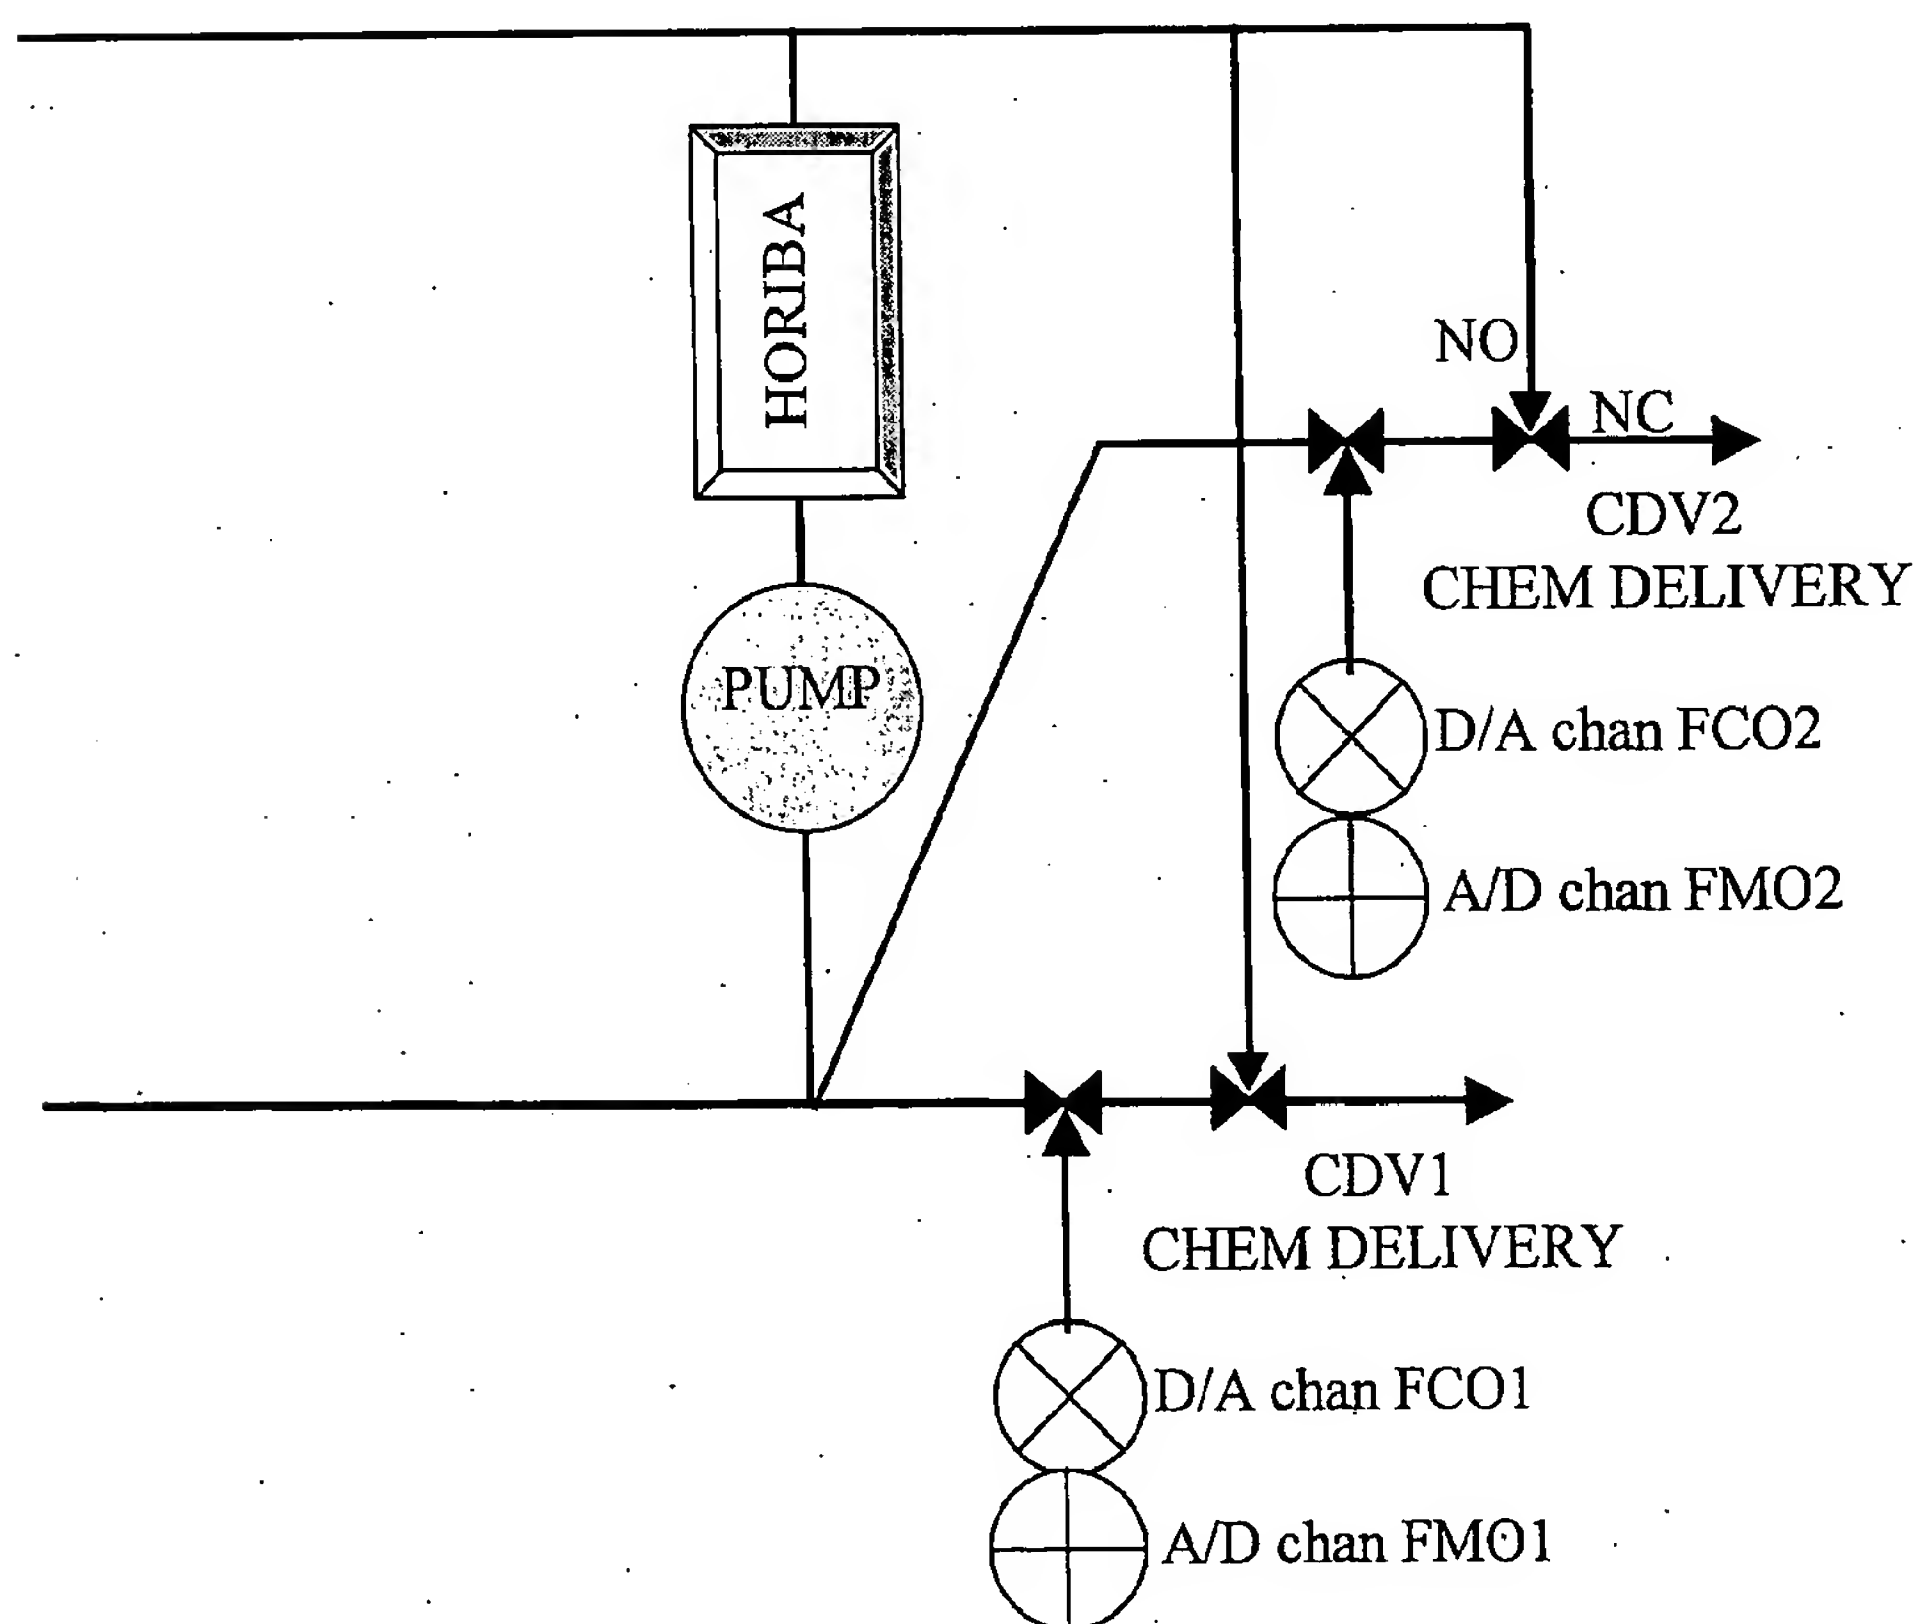 HORIBA
NO
NC
CDV2
CHEM DELIVERY
PUMP
D/A chan FCO2
A/D chan FMO2
CDV1
CHEM DELIVERY
D/A chan FCO1
A/D chan FMO1